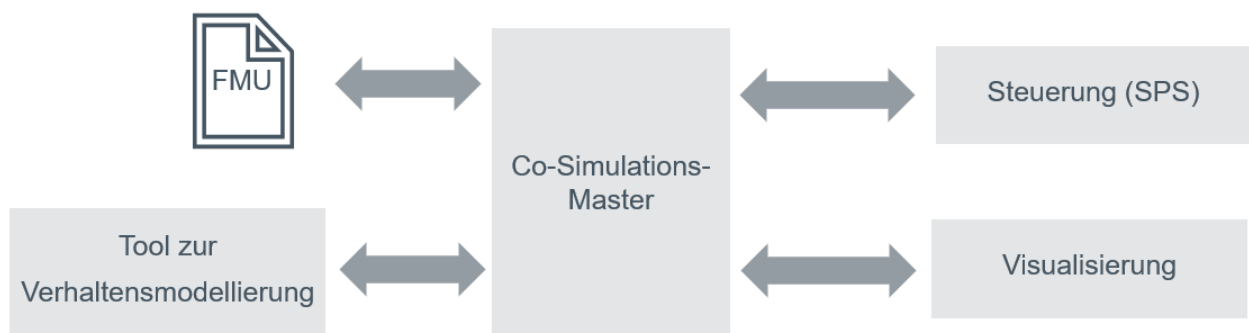 FMU
Tool zur
Verhaltensmodellierung
Co-Simulations-
Master
Steuerung (SPS)
Visualisierung